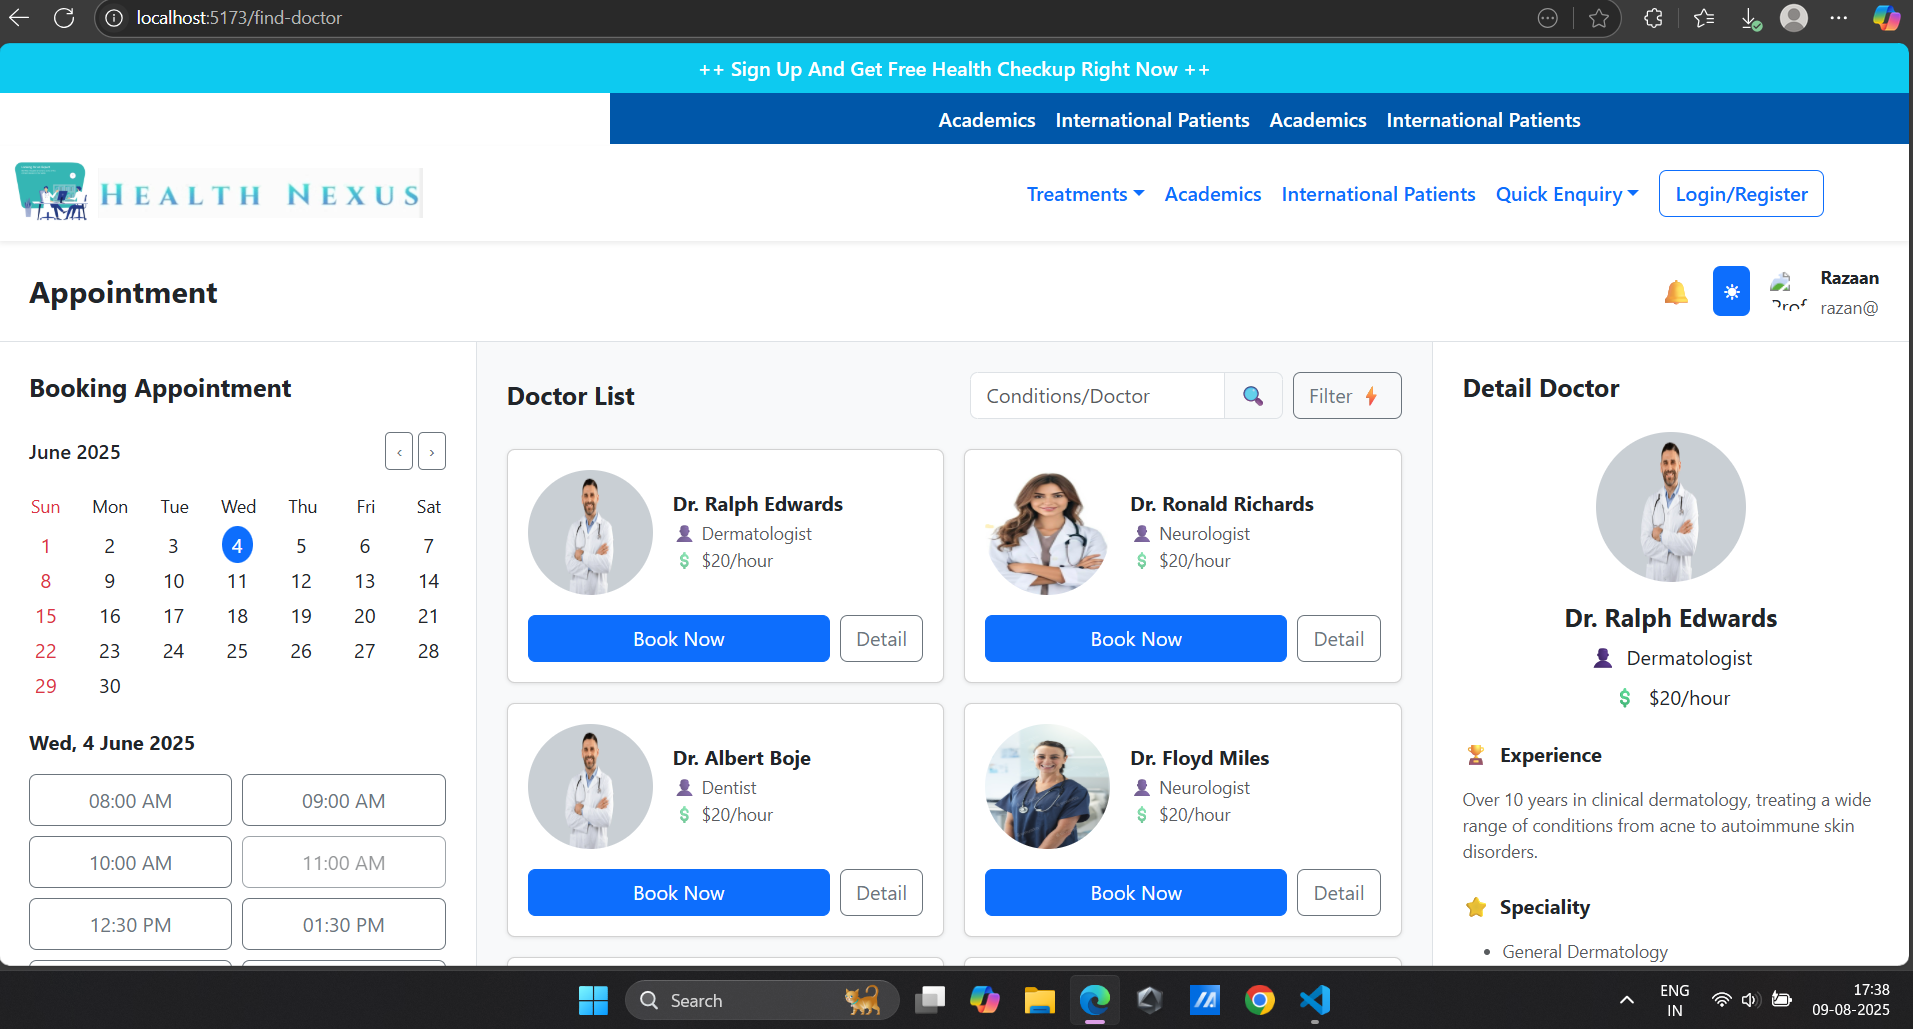 localhost:5173/find-doctor
++ Sign Up And Get Free Health Checkup Right Now ++
Academics International Patients Academics International Patients
HEALTH NEXUS
Treatments Academics International Patients Quick Enquiry Login/Register
Appointment
Razaan
razan@
Prof
Booking Appointment
June 2025
‹ ›
Sun Mon Tue Wed Thu Fri Sat
1 2 3 4 5 6 7
8 9 10 11 12 13 14
15 16 17 18 19 20 21
22 23 24 25 26 27 28
29 30
Wed, 4 June 2025
08:00 AM 09:00 AM
10:00 AM 11:00 AM
12:30 PM 01:30 PM
Doctor List
Conditions/Doctor
Filter
Dr. Ralph Edwards
Dermatologist
$20/hour
Book Now Detail
Dr. Ronald Richards
Neurologist
$20/hour
Book Now Detail
Dr. Albert Boje
Dentist
$20/hour
Book Now Detail
Dr. Floyd Miles
Neurologist
$20/hour
Book Now Detail
Detail Doctor
Dr. Ralph Edwards
Dermatologist
$20/hour
Experience
Over 10 years in clinical dermatology, treating a wide
range of conditions from acne to autoimmune skin
disorders.
Speciality
• General Dermatology
Search
ENG
IN
17:38
09-08-2025